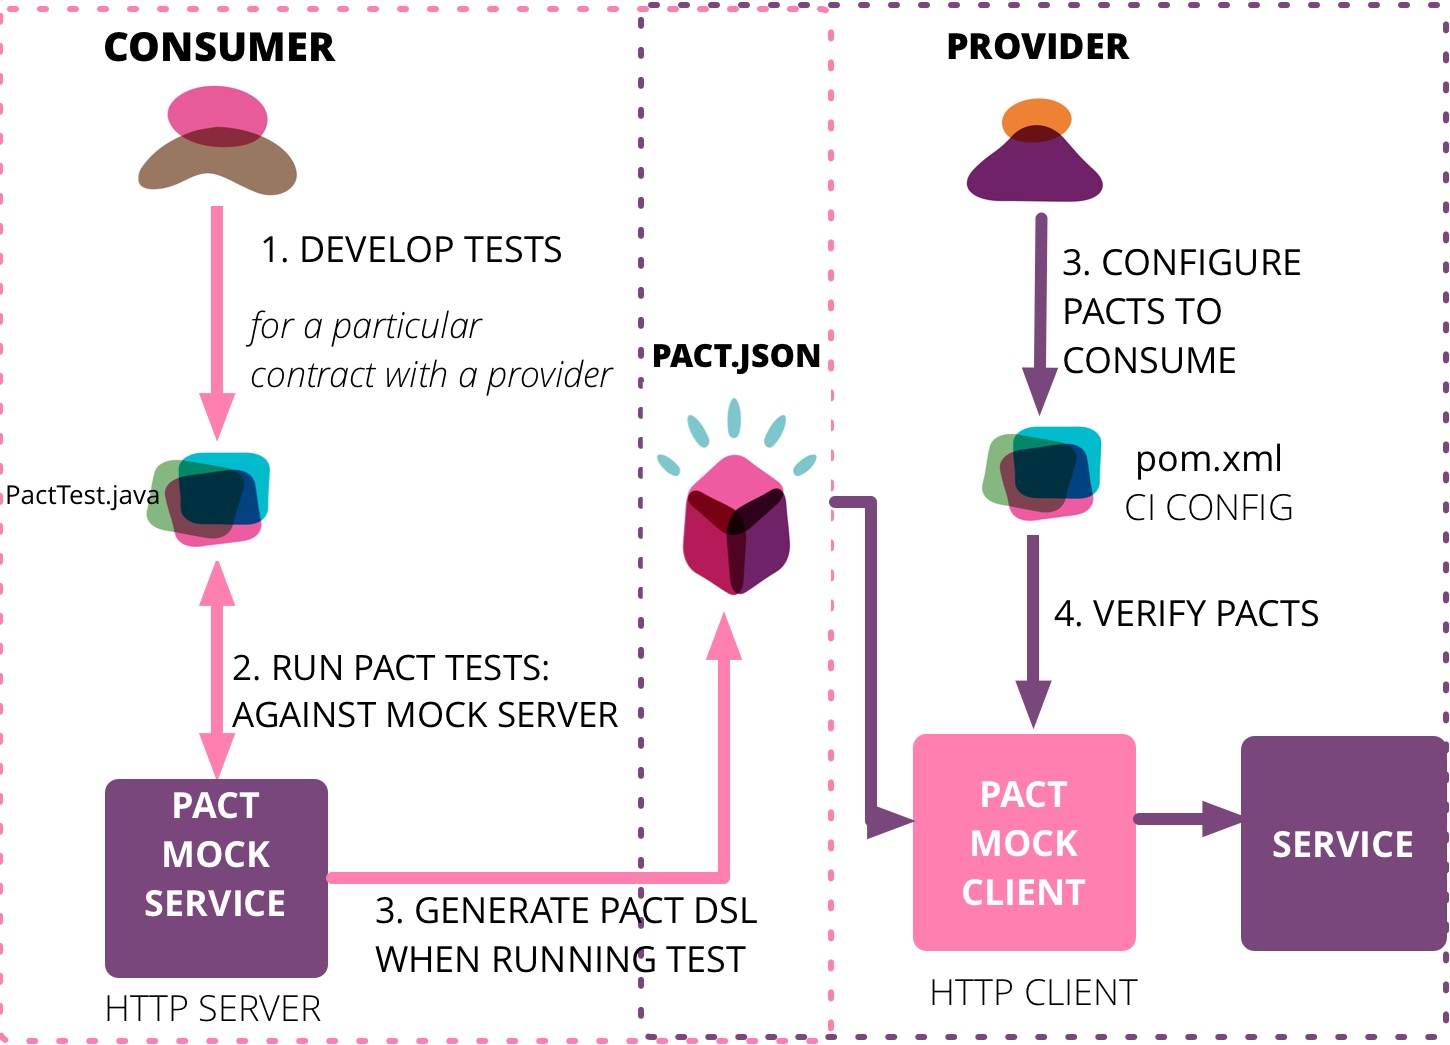 CONSUMER
1. DEVELOP TESTS
for a particular
contract with a provider
PactTest.java
2. RUN PACT TESTS:
AGAINST MOCK SERVER
PACT
MOCK
SERVICE
HTTP SERVER
3. GENERATE PACT DSL
WHEN RUNNING TEST
PACT.JSON
PROVIDER
3. CONFIGURE
PACTS TO
CONSUME
pom.xml
CI CONFIG
4. VERIFY PACTS
PACT
MOCK
CLIENT
HTTP CLIENT
SERVICE